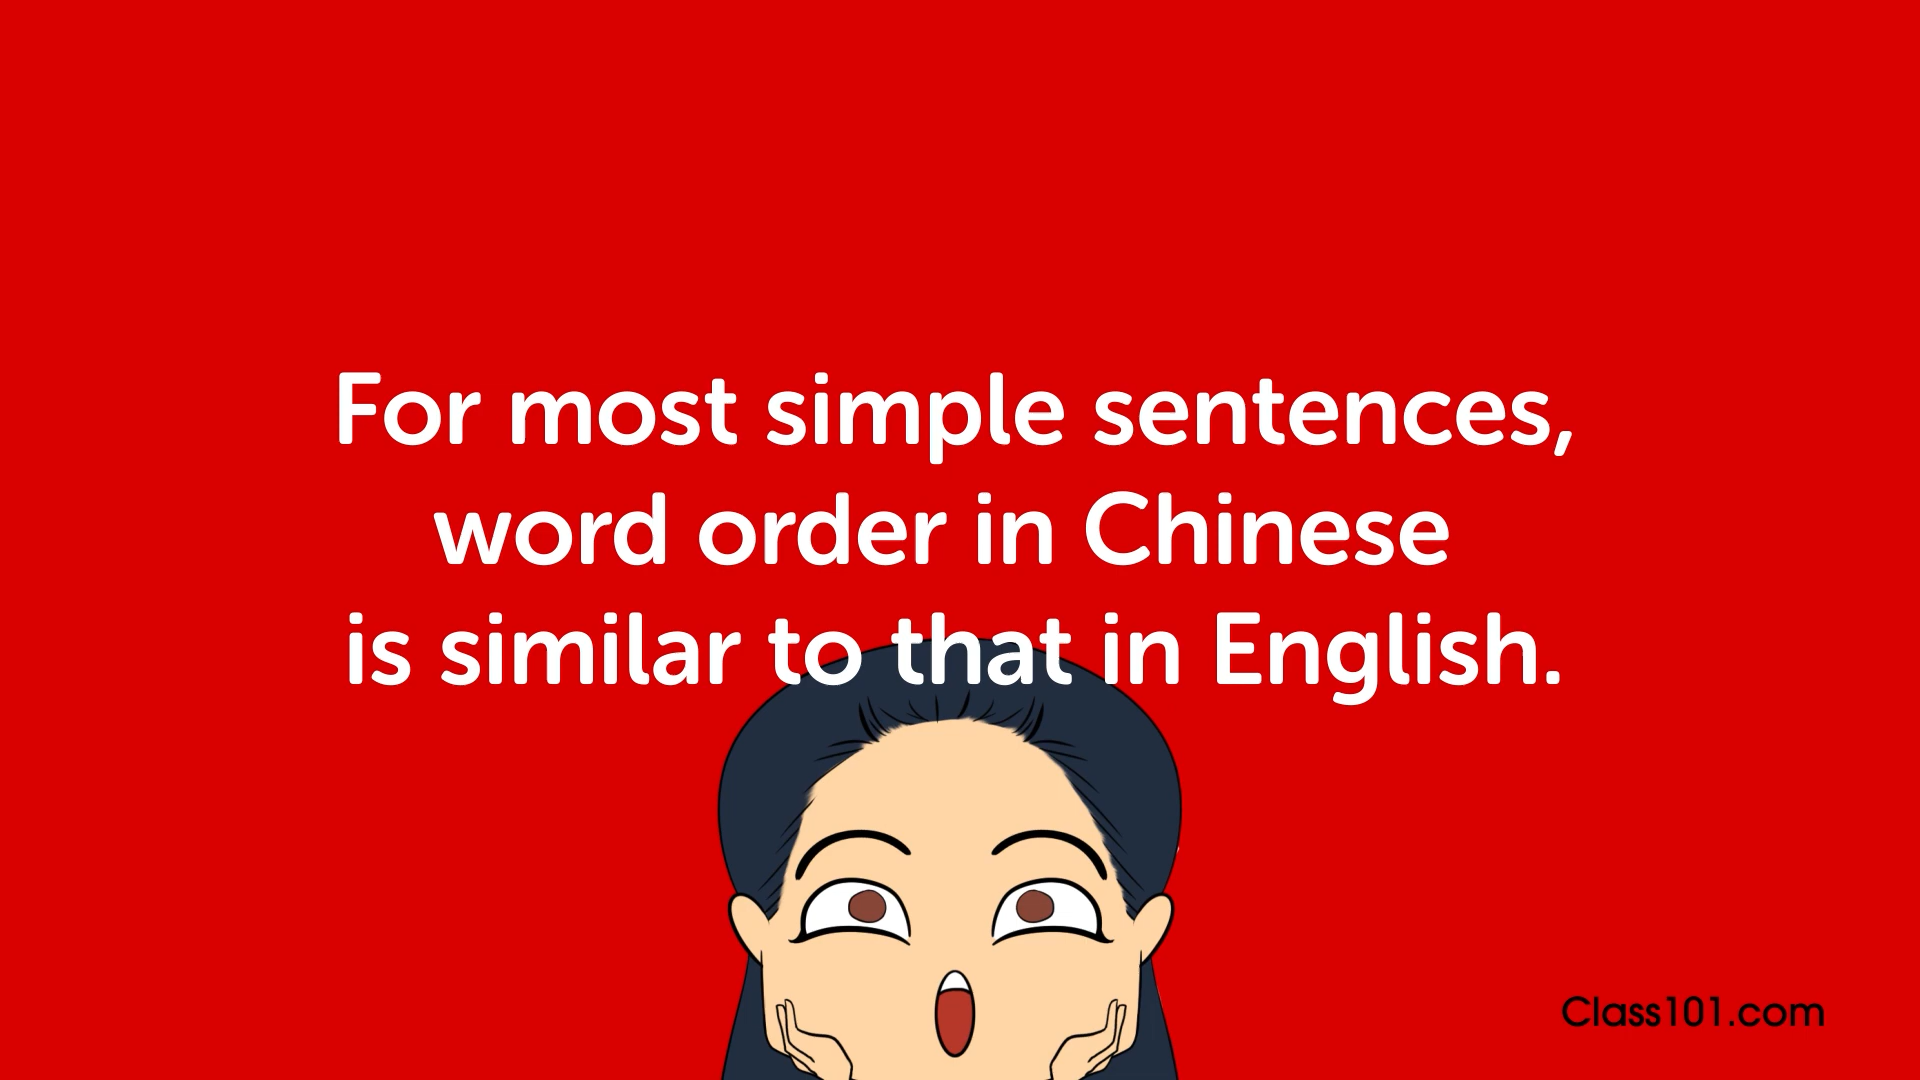 For most simple sentences,
word order in Chinese
is similar to that in English.
Class101.com